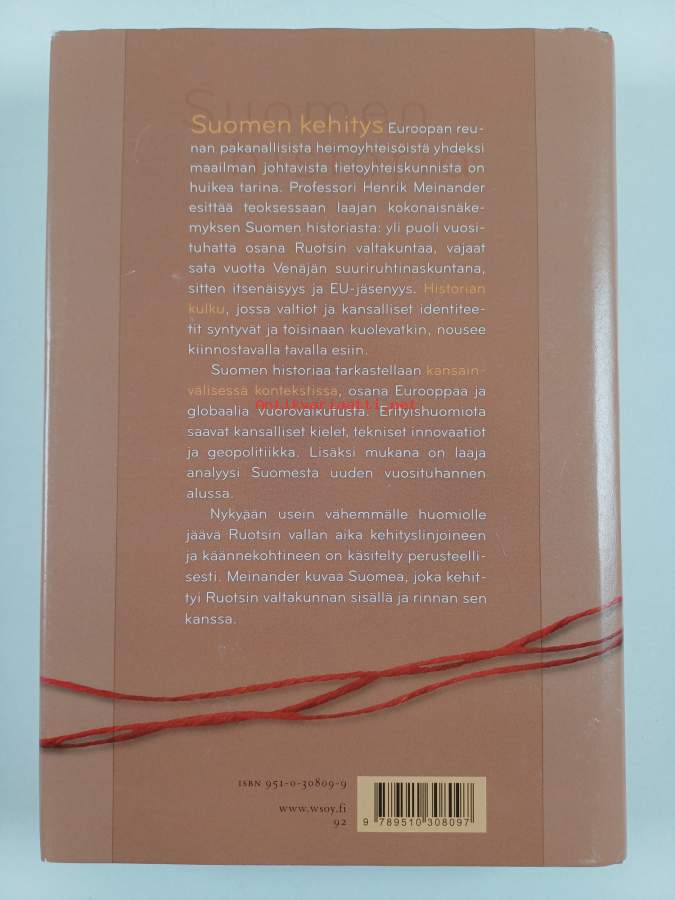 Suomen
historia
Suomen kehitys Euroopan reu-
nan pakanallisista heimoyhteisöistä yhdeksi
maailman johtavista tietoyhteiskunnista on
huikea tarina. Professori Henrik Meinander
esittää teoksessaan laajan kokonaisnäke-
myksen Suomen historiasta: yli puoli vuosi-
tuhatta osana Ruotsin valtakuntaa, vajaat
sata vuotta Venäjän suuriruhtinaskuntana,
sitten itsenäisyys ja EU-jäsenyys. Historian
kulku, jossa valtiot ja kansalliset identitee-
tit syntyvät ja toisinaan kuolevatkin, nousee
kiinnostavalla tavalla esiin.
Suomen historiaa tarkastellaan kansain-
välisessä kontekstissa, osana Eurooppaa ja
Antikvariaatti.net
globaalia vuorovaikutusta. Erityishuomiota
saavat kansalliset kielet, tekniset innovaatiot
ja geopolitiikka. Lisäksi mukana on laaja
analyysi Suomesta uuden vuosituhannen
alussa.
Nykyään usein vähemmälle huomiolle
jäävä Ruotsin vallan aika kehityslinjoineen
ja käännekohtineen on käsitelty perusteelli-
sesti. Meinander kuvaa Suomea, joka kehit-
tyi Ruotsin valtakunnan sisällä ja rinnan sen
kanssa.
ISBN 951-0-30809-9
www.wsoy.fi
92
9 789510 308097